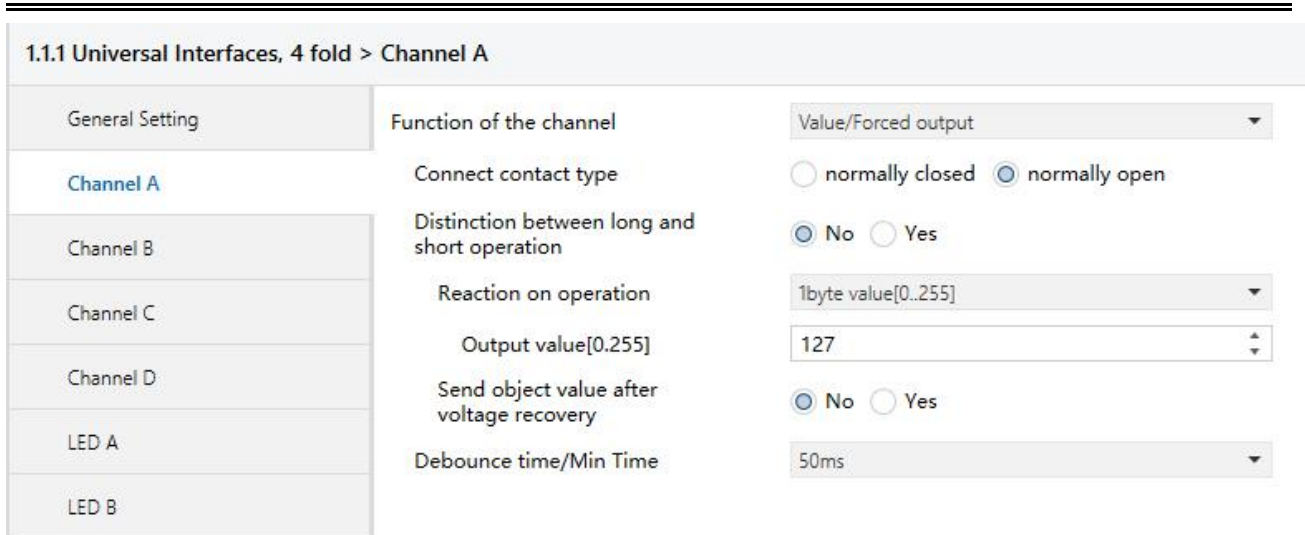 1.1.1 Universal Interfaces, 4 fold > Channel A
General Setting
Channel A
Channel B
Channel C
Channel D
LED A
LED B
Function of the channel
Value/Forced output
Connect contact type
normally closed
normally open
Distinction between long and
short operation
No
Yes
Reaction on operation
1byte value[0..255]
Output value[0.255]
127
Send object value after
voltage recovery
No
Yes
Debounce time/Min Time
50ms